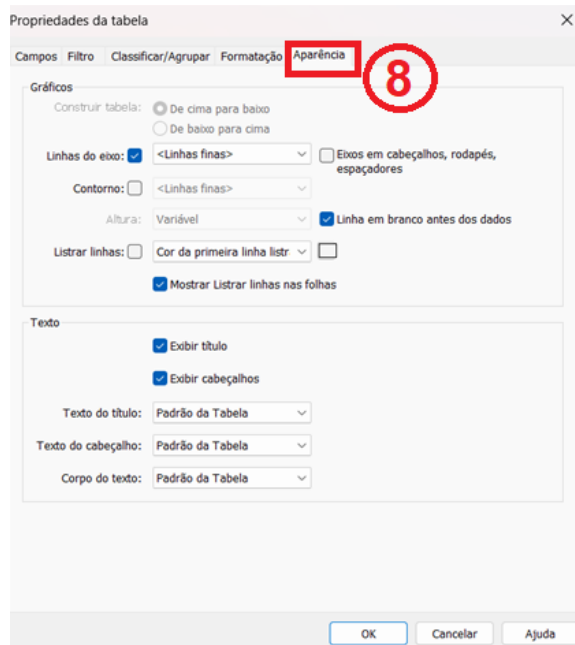 Propriedades da tabela
Campos Filtro Classificar/Agrupar Formatação Aparência
8
Gráficos
Construir tabela: De cima para baixo
De baixo para cima
Linhas do eixo: <Linhas finas> Eixos em cabeçalhos, rodapés,
espaçadores
Contorno: <Linhas finas>
Altura: Variável Linha em branco antes dos dados
Listrar linhas: Cor da primeira linha listr
Mostrar Listrar linhas nas folhas
Texto
Exibir título
Exibir cabeçalhos
Texto do título: Padrão da Tabela
Texto do cabeçalho: Padrão da Tabela
Corpo do texto: Padrão da Tabela
OK Cancelar Ajuda